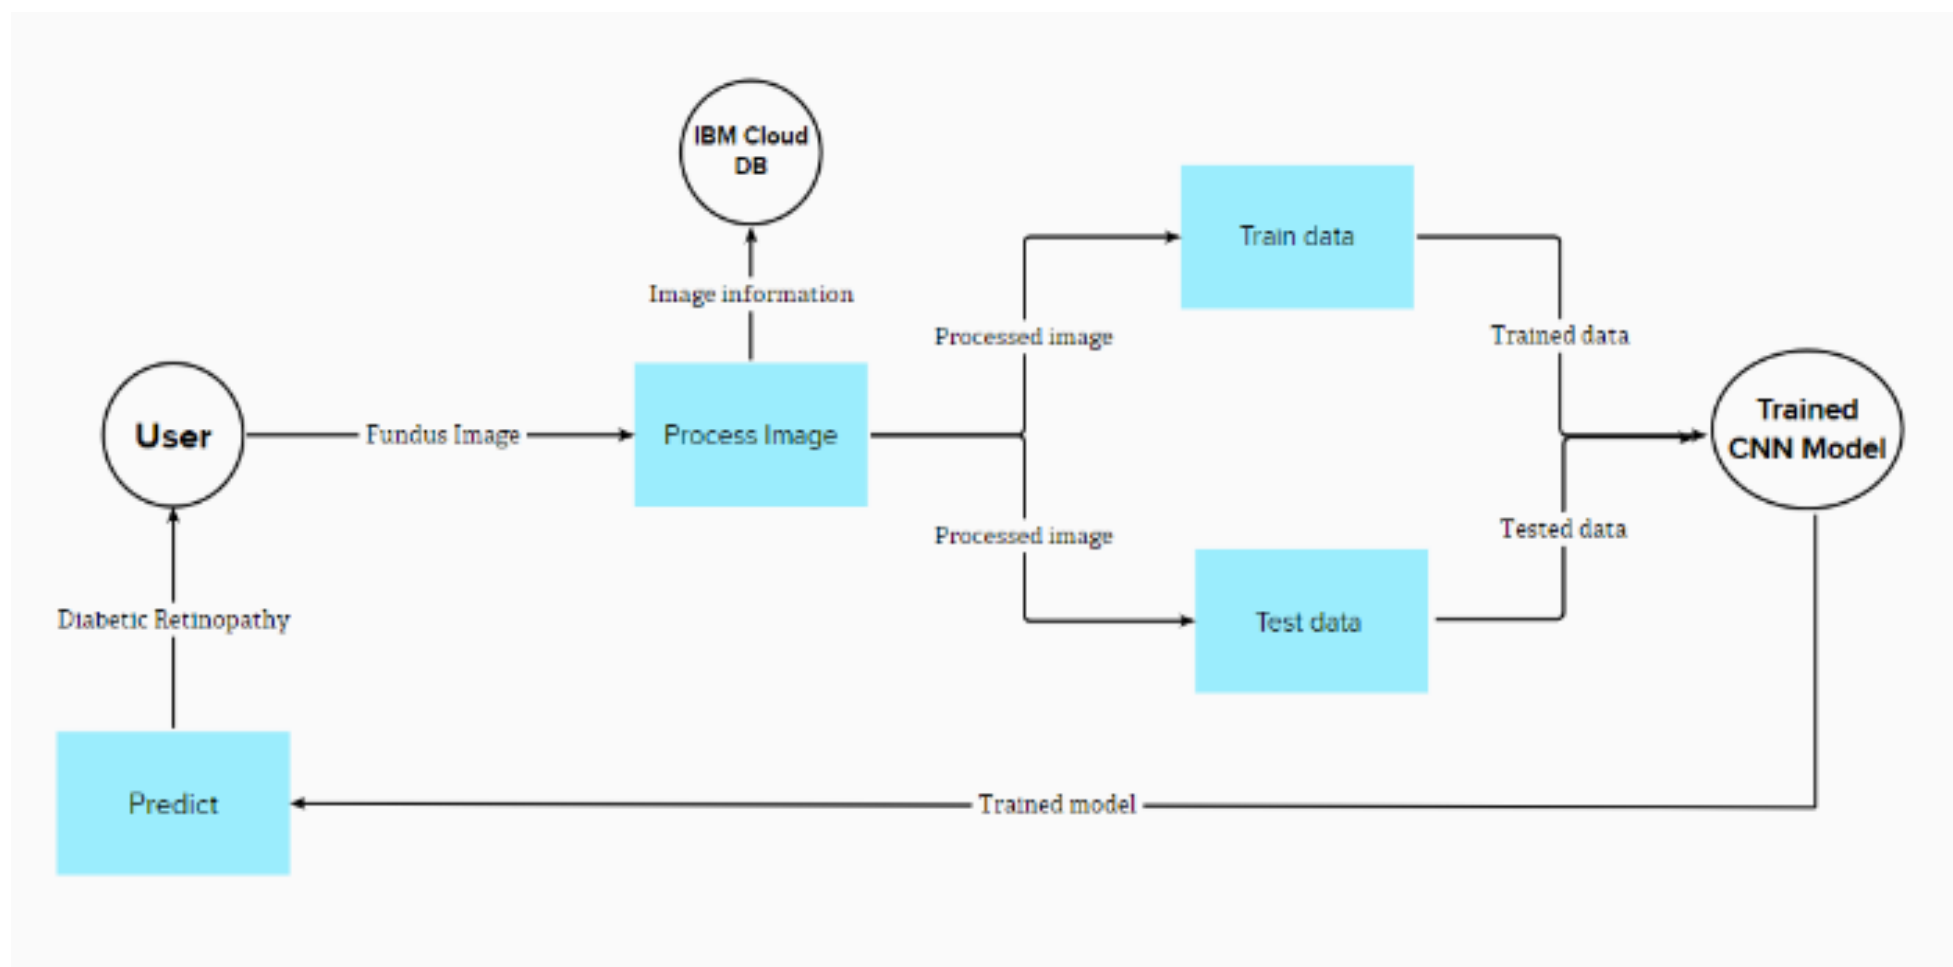 IBM Cloud
DB
Image information
Train data
Processed image
Trained data
User
Fundus Image
Process Image
Trained
CNN Model
Processed image
Tested data
Test data
Diabetic Retinopathy
Predict
Trained model